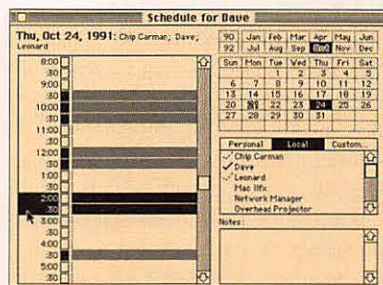 Schedule for Dave
Thu, Oct 24, 1991: Chip Carman; Dave;
Leonard
8:00
:30
9:00
:30
10:00
:30
11:00
:30
12:00
:30
1:00
:30
2:00
:30
3:00
:30
4:00
:30
5:00
:30
90 Jan Feb Mar Apr May Jun
92 Jul Aug Sep Oct Nov Dec
Sun Mon Tue Wed Thu Fri Sat
1 2 3 4 5
6 7 8 9 10 11 12
13 14 15 16 17 18 19
20 21 22 23 24 25 26
27 28 29 30 31
Personal Local Custom...
Chip Carman
Dave
Leonard
Mac IIfx
Network Manager
Overhead Projector
Notes: